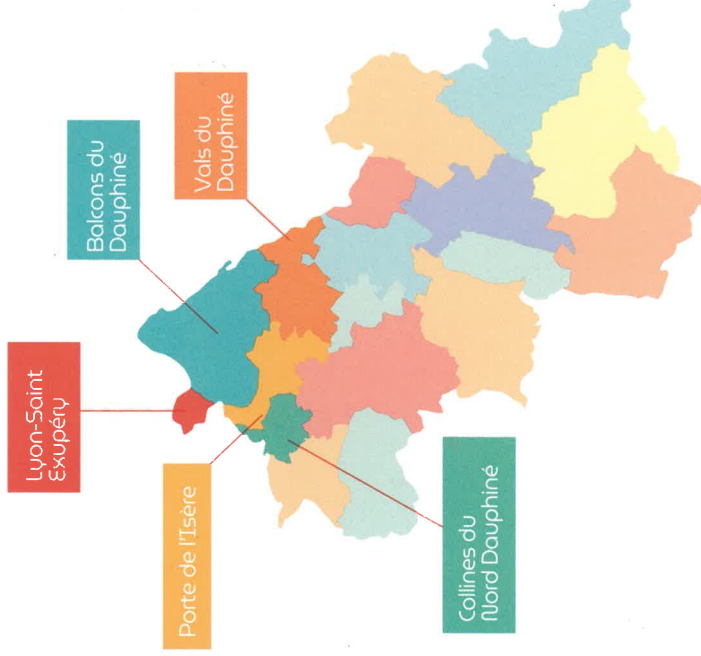 Lyon-Saint
Exupéry
Balcons du
Dauphiné
Vals du
Dauphiné
Porte de l'Isère
Collines du
Nord Dauphiné